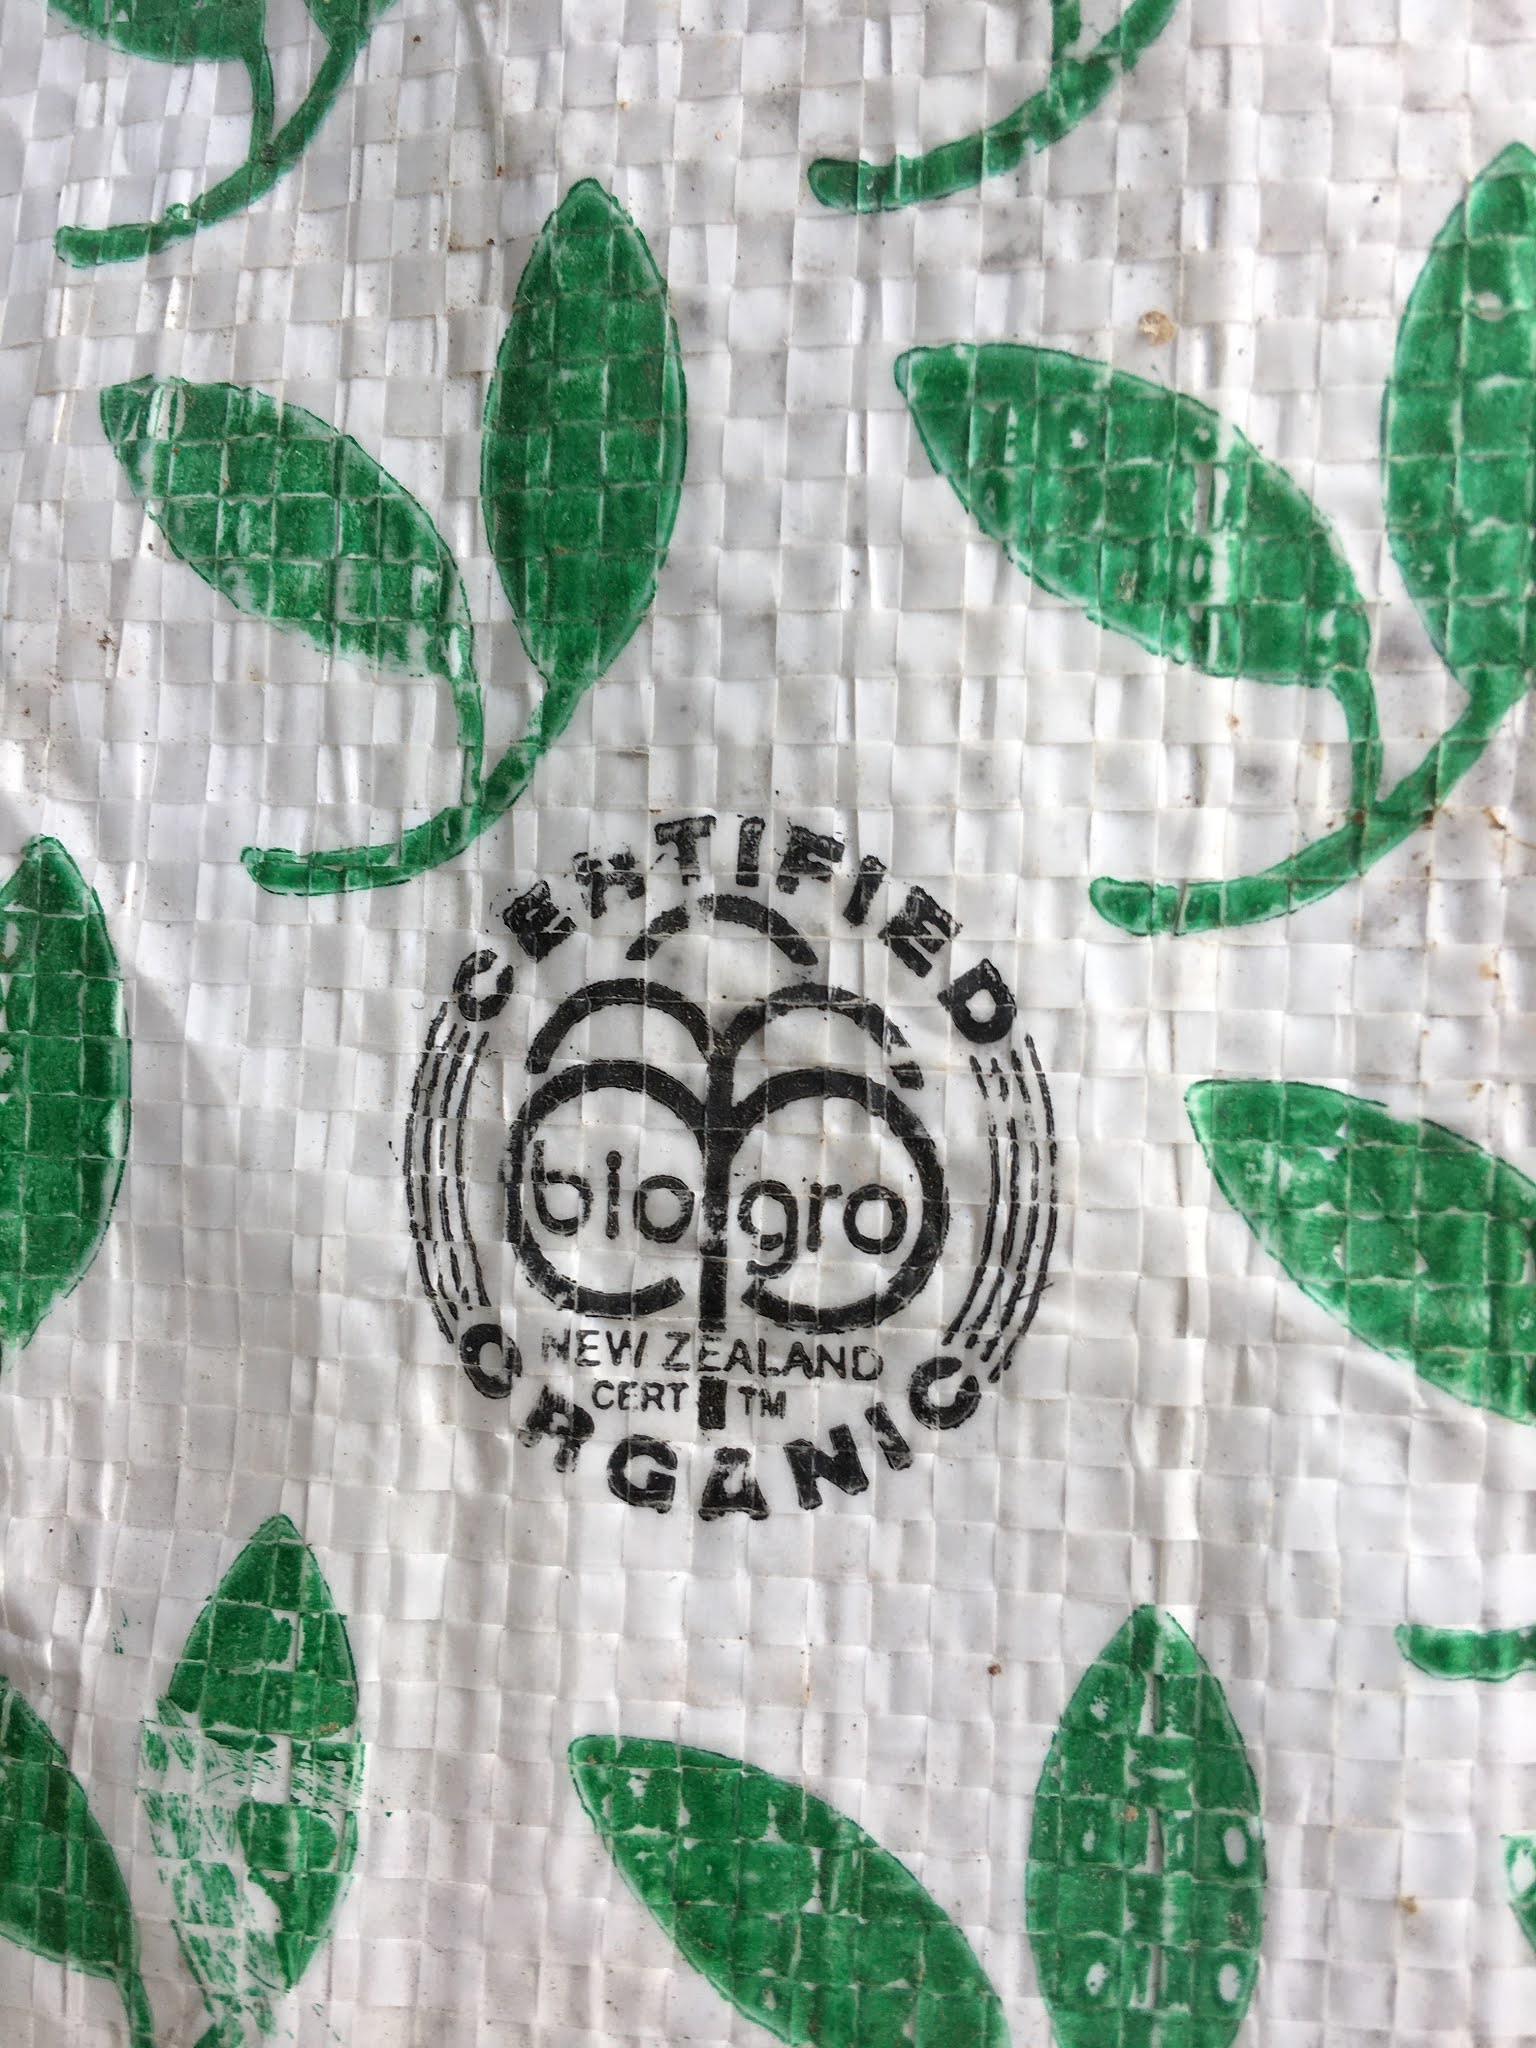 CERTIFIED
bio gro
NEW ZEALAND
CERT TM
ORGANIC